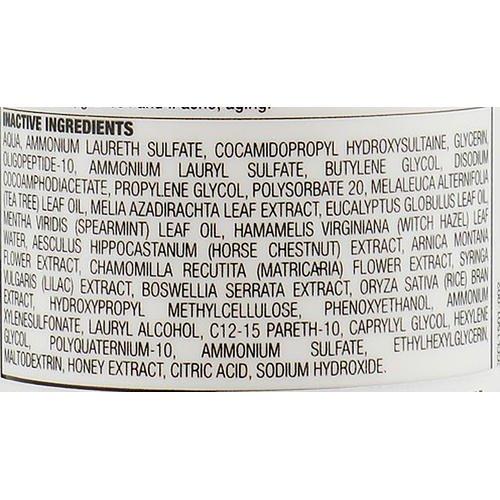 and if acne, aging.
INACTIVE INGREDIENTS
AQUA, AMMONIUM LAURETH SULFATE, COCAMIDOPROPYL HYDROXYSULTAINE, GLYCERIN,
OLIGOPEPTIDE-10, AMMONIUM LAURYL SULFATE, BUTYLENE GLYCOL, DISODIUM
COCOAMPHODIACETATE, PROPYLENE GLYCOL, POLYSORBATE 20, MELALEUCA ALTERNIFOLIA
(TEA TREE) LEAF OIL, MELIA AZADIRACHTA LEAF EXTRACT, EUCALYPTUS GLOBULUS LEAF OIL,
MENTHA VIRIDIS (SPEARMINT) LEAF OIL, HAMAMELIS VIRGINIANA (WITCH HAZEL) LEAF
WATER, AESCULUS HIPPOCASTANUM (HORSE CHESTNUT) EXTRACT, ARNICA MONTANA
FLOWER EXTRACT, CHAMOMILLA RECUTITA (MATRICARIA) FLOWER EXTRACT, SYRINGA
VULGARIS (LILAC) EXTRACT, BOSWELLIA SERRATA EXTRACT, ORYZA SATIVA (RICE) BRAN
EXTRACT, HYDROXYPROPYL METHYLCELLULOSE, PHENOXYETHANOL, AMMONIUM
XYLENESULFONATE, LAURYL ALCOHOL, C12-15 PARETH-10, CAPRYLYL GLYCOL, HEXYLENE
GLYCOL, POLYQUATERNIUM-10, AMMONIUM SULFATE, ETHYLHEXYLGLYCERIN,
MALTODEXTRIN, HONEY EXTRACT, CITRIC ACID, SODIUM HYDROXIDE.